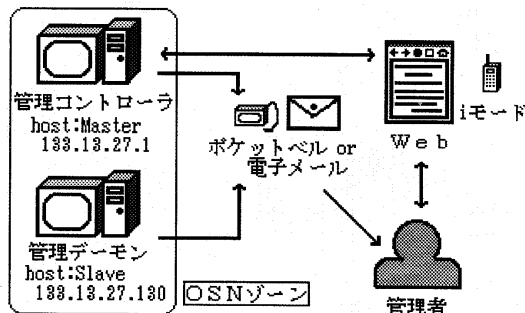 管理コントローラ
host:Master
133.13.27.1
管理デーモン
host:Slave
133.13.27.130
OSNゾーン
ポケットベル or
電子メール
Web
iモード
管理者